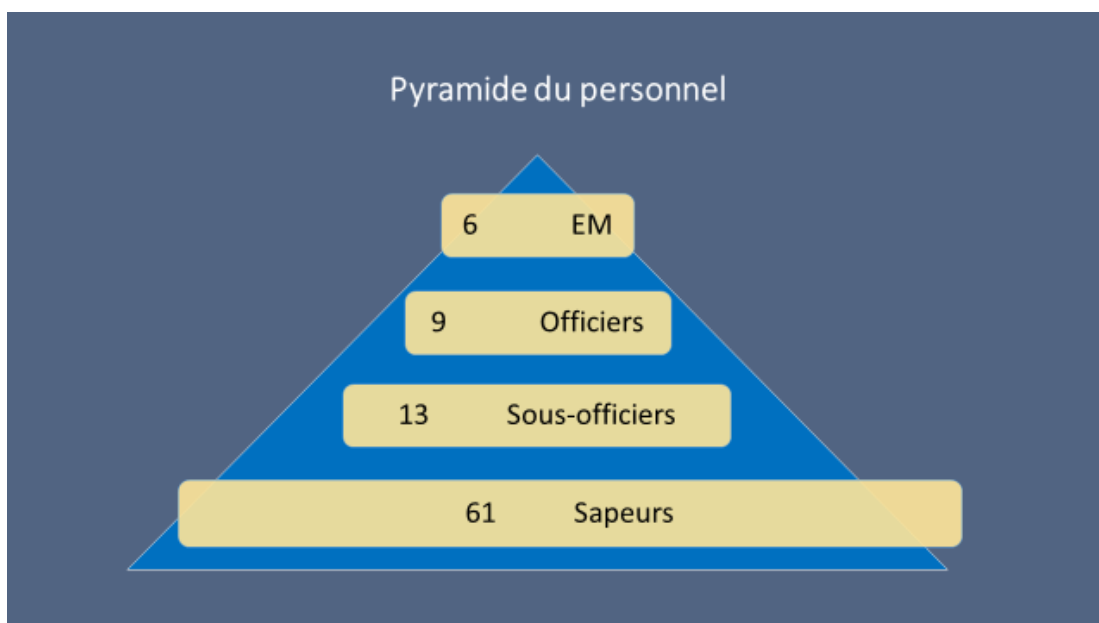 Pyramide du personnel
6 EM
9 Officiers
13 Sous-officiers
61 Sapeurs